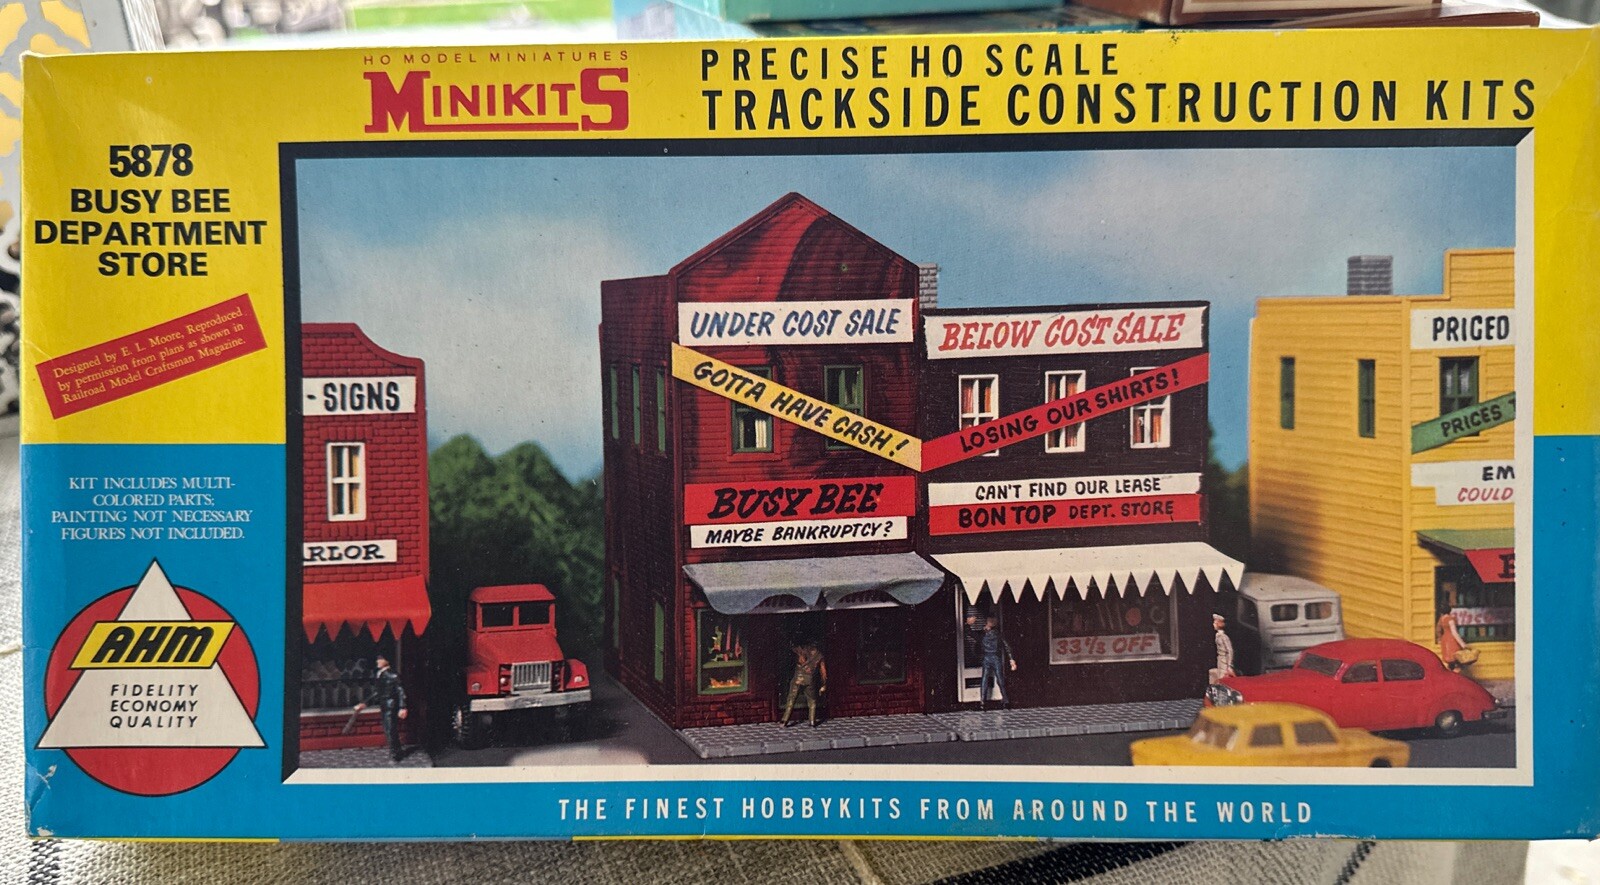 HO MODEL MINIATURES
MINIKITS
PRECISE HO SCALE
TRACKSIDE CONSTRUCTION KITS
5878
BUSY BEE
DEPARTMENT
STORE
Designed by E. L. Moore, Reproduced
by permission from plans as shown in
Railroad Model Craftsman Magazine.
KIT INCLUDES MULTI-
COLORED PARTS;
PAINTING NOT NECESSARY
FIGURES NOT INCLUDED.
AHM
FIDELITY
ECONOMY
QUALITY
- SIGNS
RLOR
UNDER COST SALE
GOTTA HAVE CASH!
BUSY BEE
MAYBE BANKRUPTCY?
BELOW COST SALE
LOSING OUR SHIRTS!
CAN'T FIND OUR LEASE
BON TOP DEPT. STORE
33 1/3 OFF
PRICED
PRICES
EM
COULD
THE FINEST HOBBYKITS FROM AROUND THE WORLD